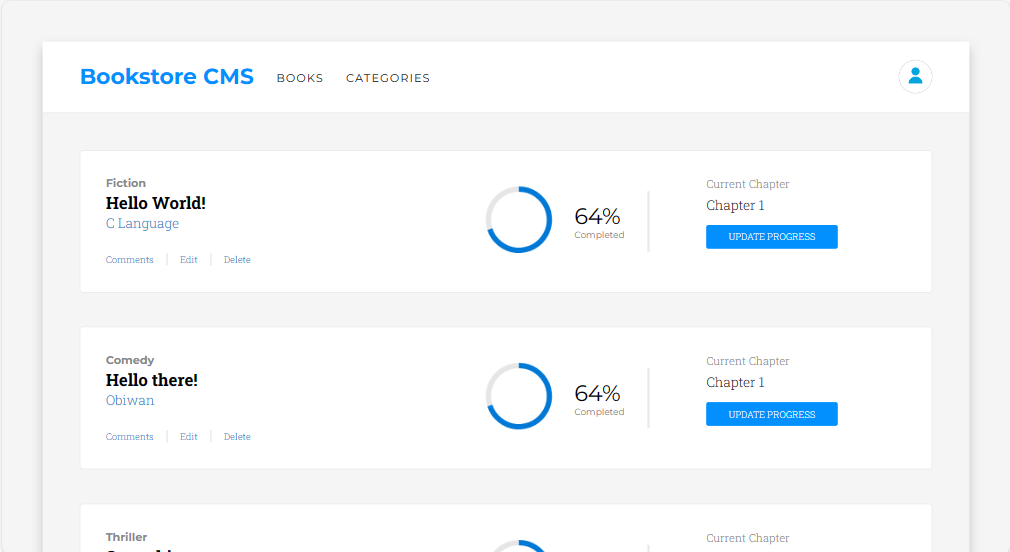 Bookstore CMS BOOKS CATEGORIES
Fiction
Hello World!
C Language
Comments Edit Delete
64%
Completed
Current Chapter
Chapter 1
UPDATE PROGRESS
Comedy
Hello there!
Obiwan
Comments Edit Delete
64%
Completed
Current Chapter
Chapter 1
UPDATE PROGRESS
Thriller
Current Chapter